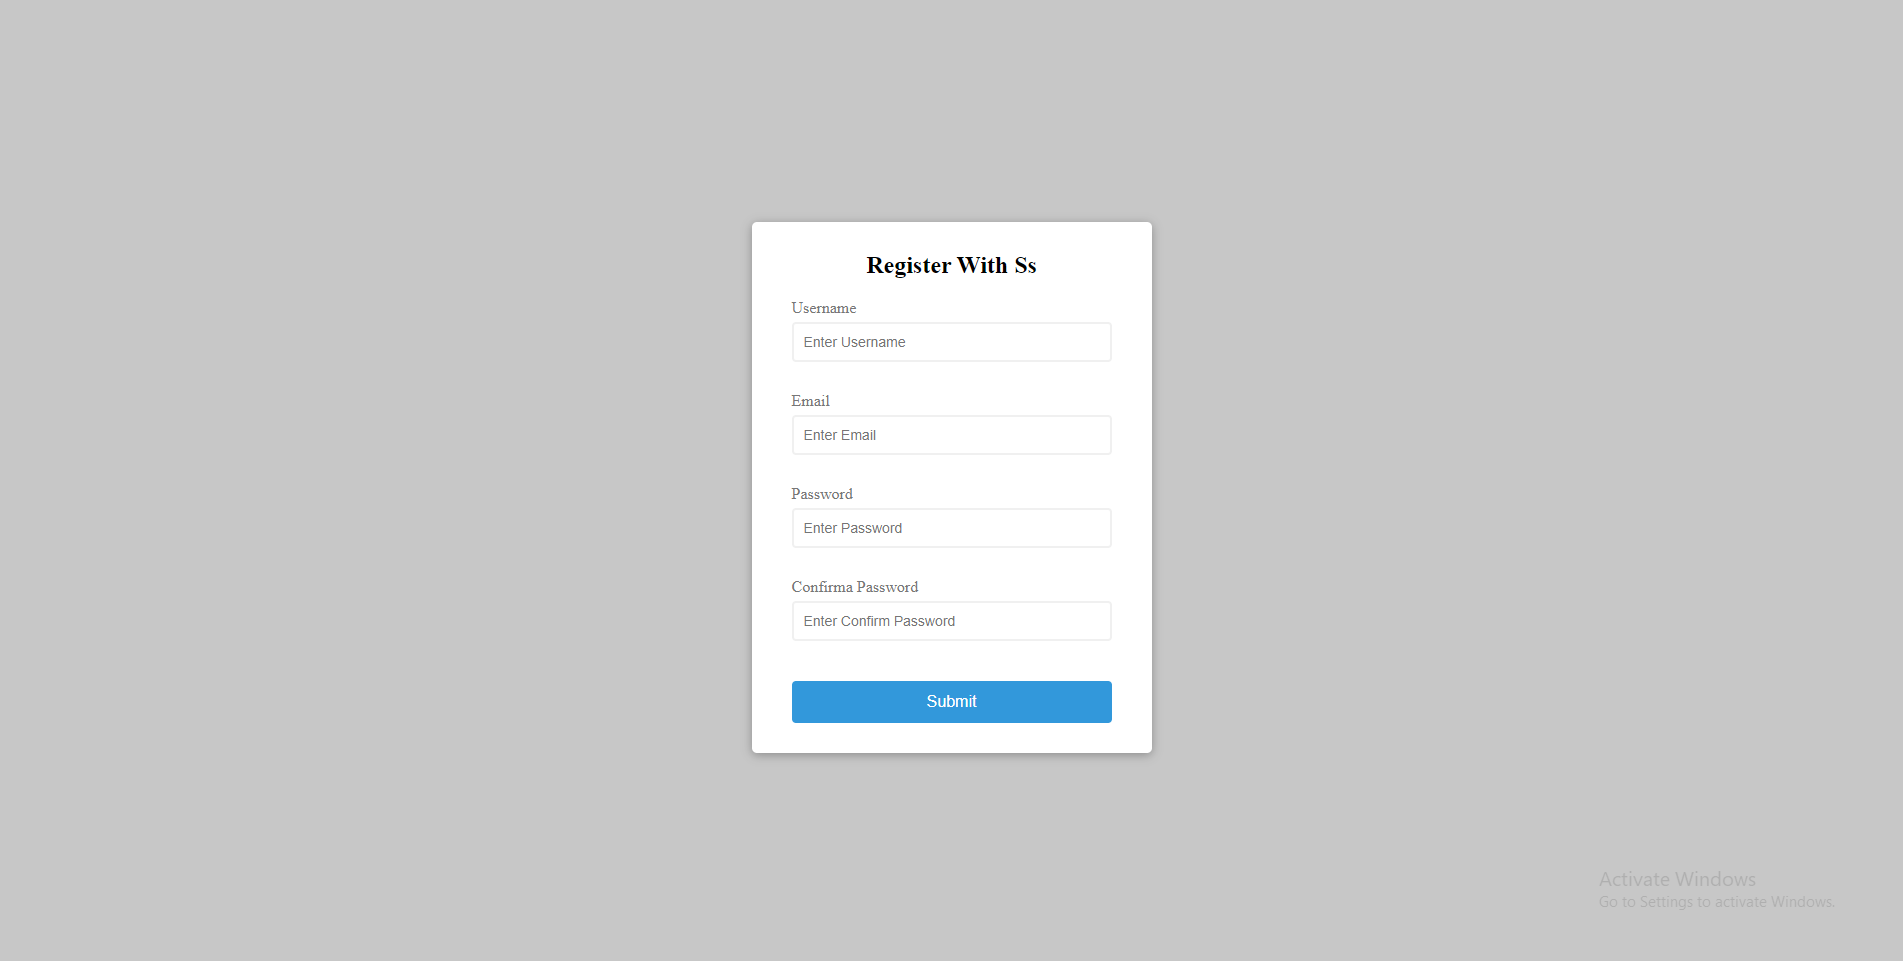 Register With Ss
Username
Enter Username
Email
Enter Email
Password
Enter Password
Confirma Password
Enter Confirm Password
Submit
Activate Windows
Go to Settings to activate Windows.